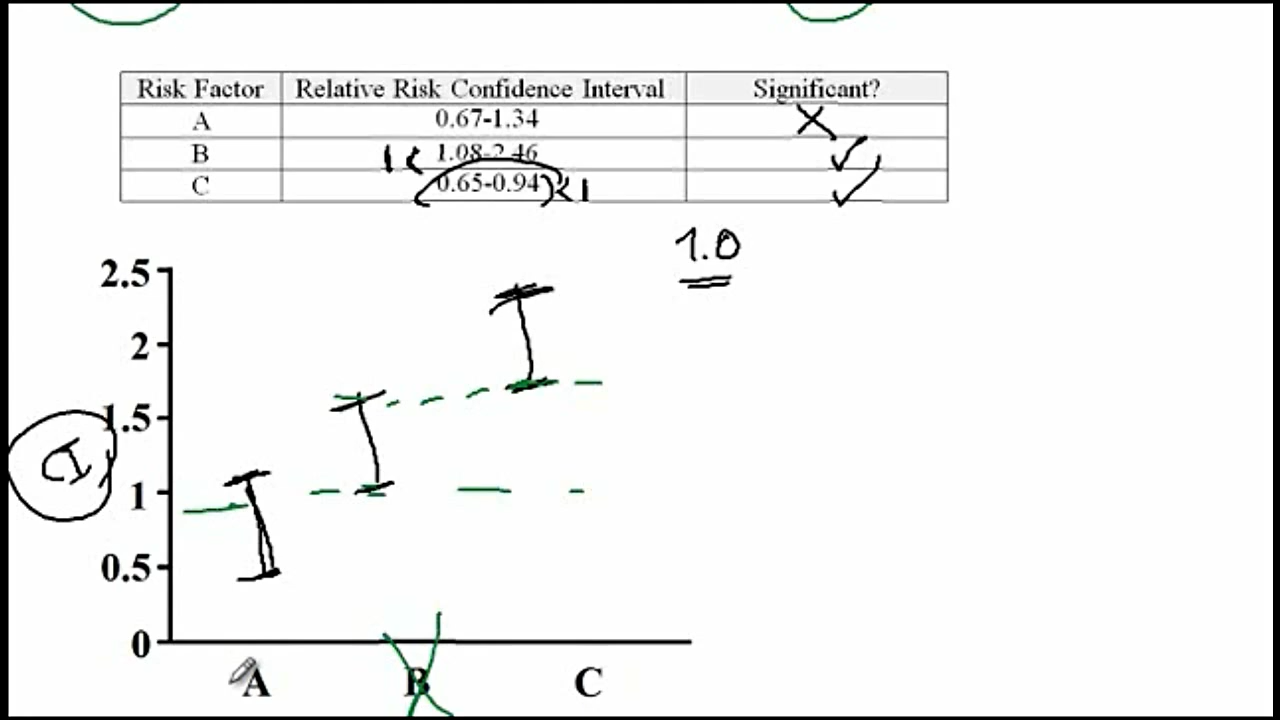 Risk Factor Relative Risk Confidence Interval Significant?
A 0.67-1.34 X
B 1< 1.08-2.46 ✓
C (0.65-0.94)<1 ✓
1.0
2.5
2
1.5
CI
1
0.5
0
A B C